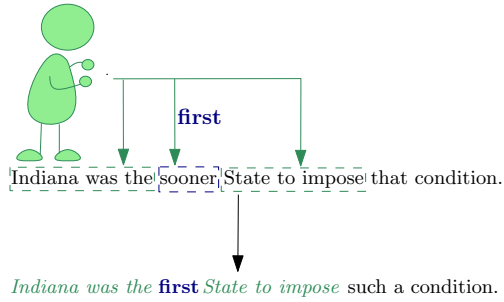 first
Indiana was the sooner State to impose that condition.
Indiana was the first State to impose such a condition.